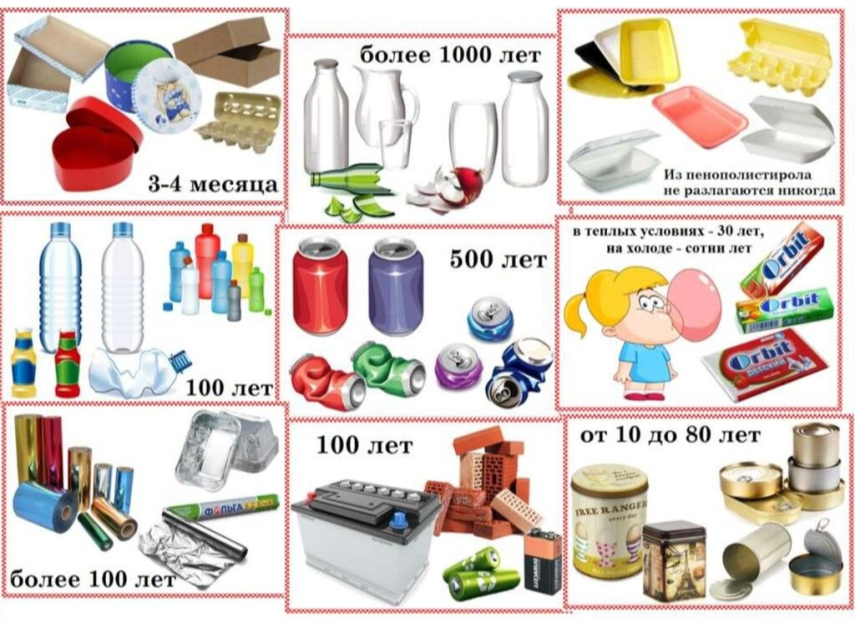 3-4 месяца
более 1000 лет
Из пенополистирола
не разлагаются никогда
100 лет
500 лет
в теплых условиях - 30 лет,
на холоде - сотни лет
Orbit
Orbit
Orbit
ФОЛЬГА
более 100 лет
100 лет
от 10 до 80 лет
FREE RANGE
every day